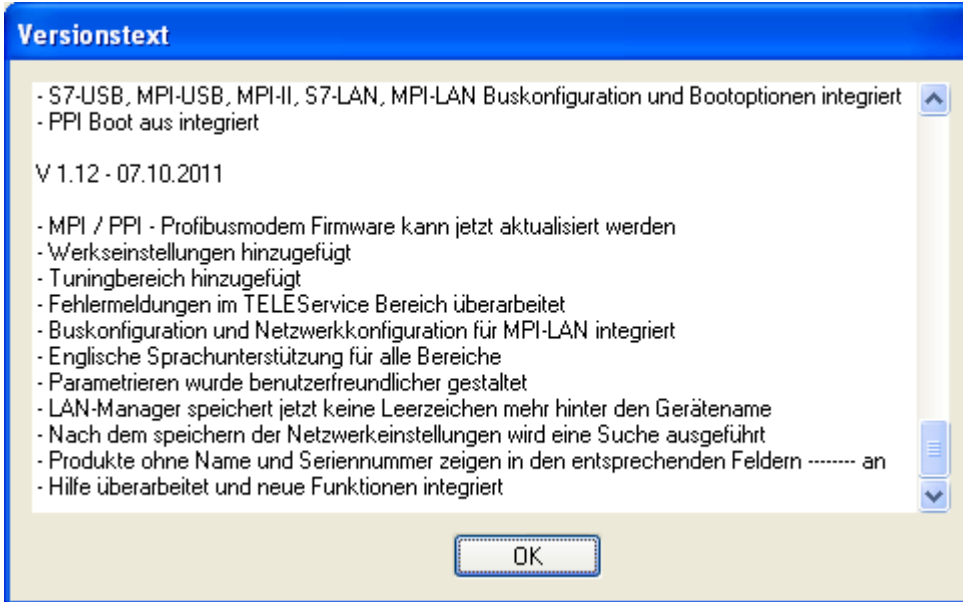 Versionstext
- S7-USB, MPI-USB, MPI-II, S7-LAN, MPI-LAN Buskonfiguration und Bootoptionen integriert
- PPI Boot aus integriert
V 1.12 - 07.10.2011
- MPI / PPI - Profibusmodem Firmware kann jetzt aktualisiert werden
- Werkseinstellungen hinzugefügt
- Tuningbereich hinzugefügt
- Fehlermeldungen im TELEService Bereich überarbeitet
- Buskonfiguration und Netzwerkkonfiguration für MPI-LAN integriert
- Englische Sprachunterstützung für alle Bereiche
- Parametrieren wurde benutzerfreundlicher gestaltet
- LAN-Manager speichert jetzt keine Leerzeichen mehr hinter den Gerätename
- Nach dem speichern der Netzwerkeinstellungen wird eine Suche ausgeführt
- Produkte ohne Name und Seriennummer zeigen in den entsprechenden Feldern -------- an
- Hilfe überarbeitet und neue Funktionen integriert
OK